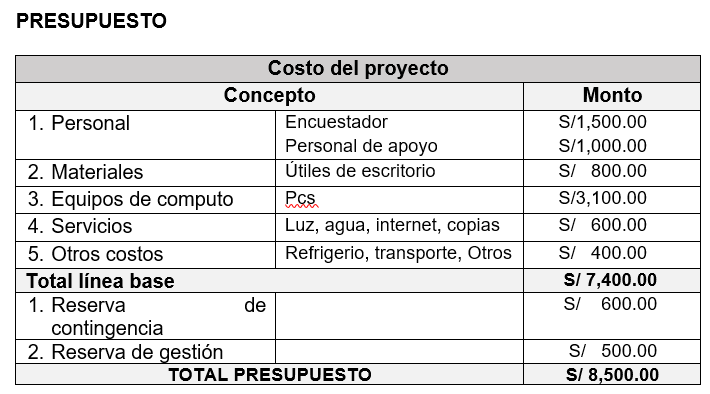 PRESUPUESTO
Costo del proyecto
Concepto Monto
1. Personal Encuestador S/1,500.00
Personal de apoyo S/1,000.00
2. Materiales Útiles de escritorio S/ 800.00
3. Equipos de computo Pcs S/3,100.00
4. Servicios Luz, agua, internet, copias S/ 600.00
5. Otros costos Refrigerio, transporte, Otros S/ 400.00
Total línea base S/ 7,400.00
1. Reserva de S/ 600.00
contingencia
2. Reserva de gestión S/ 500.00
TOTAL PRESUPUESTO S/ 8,500.00